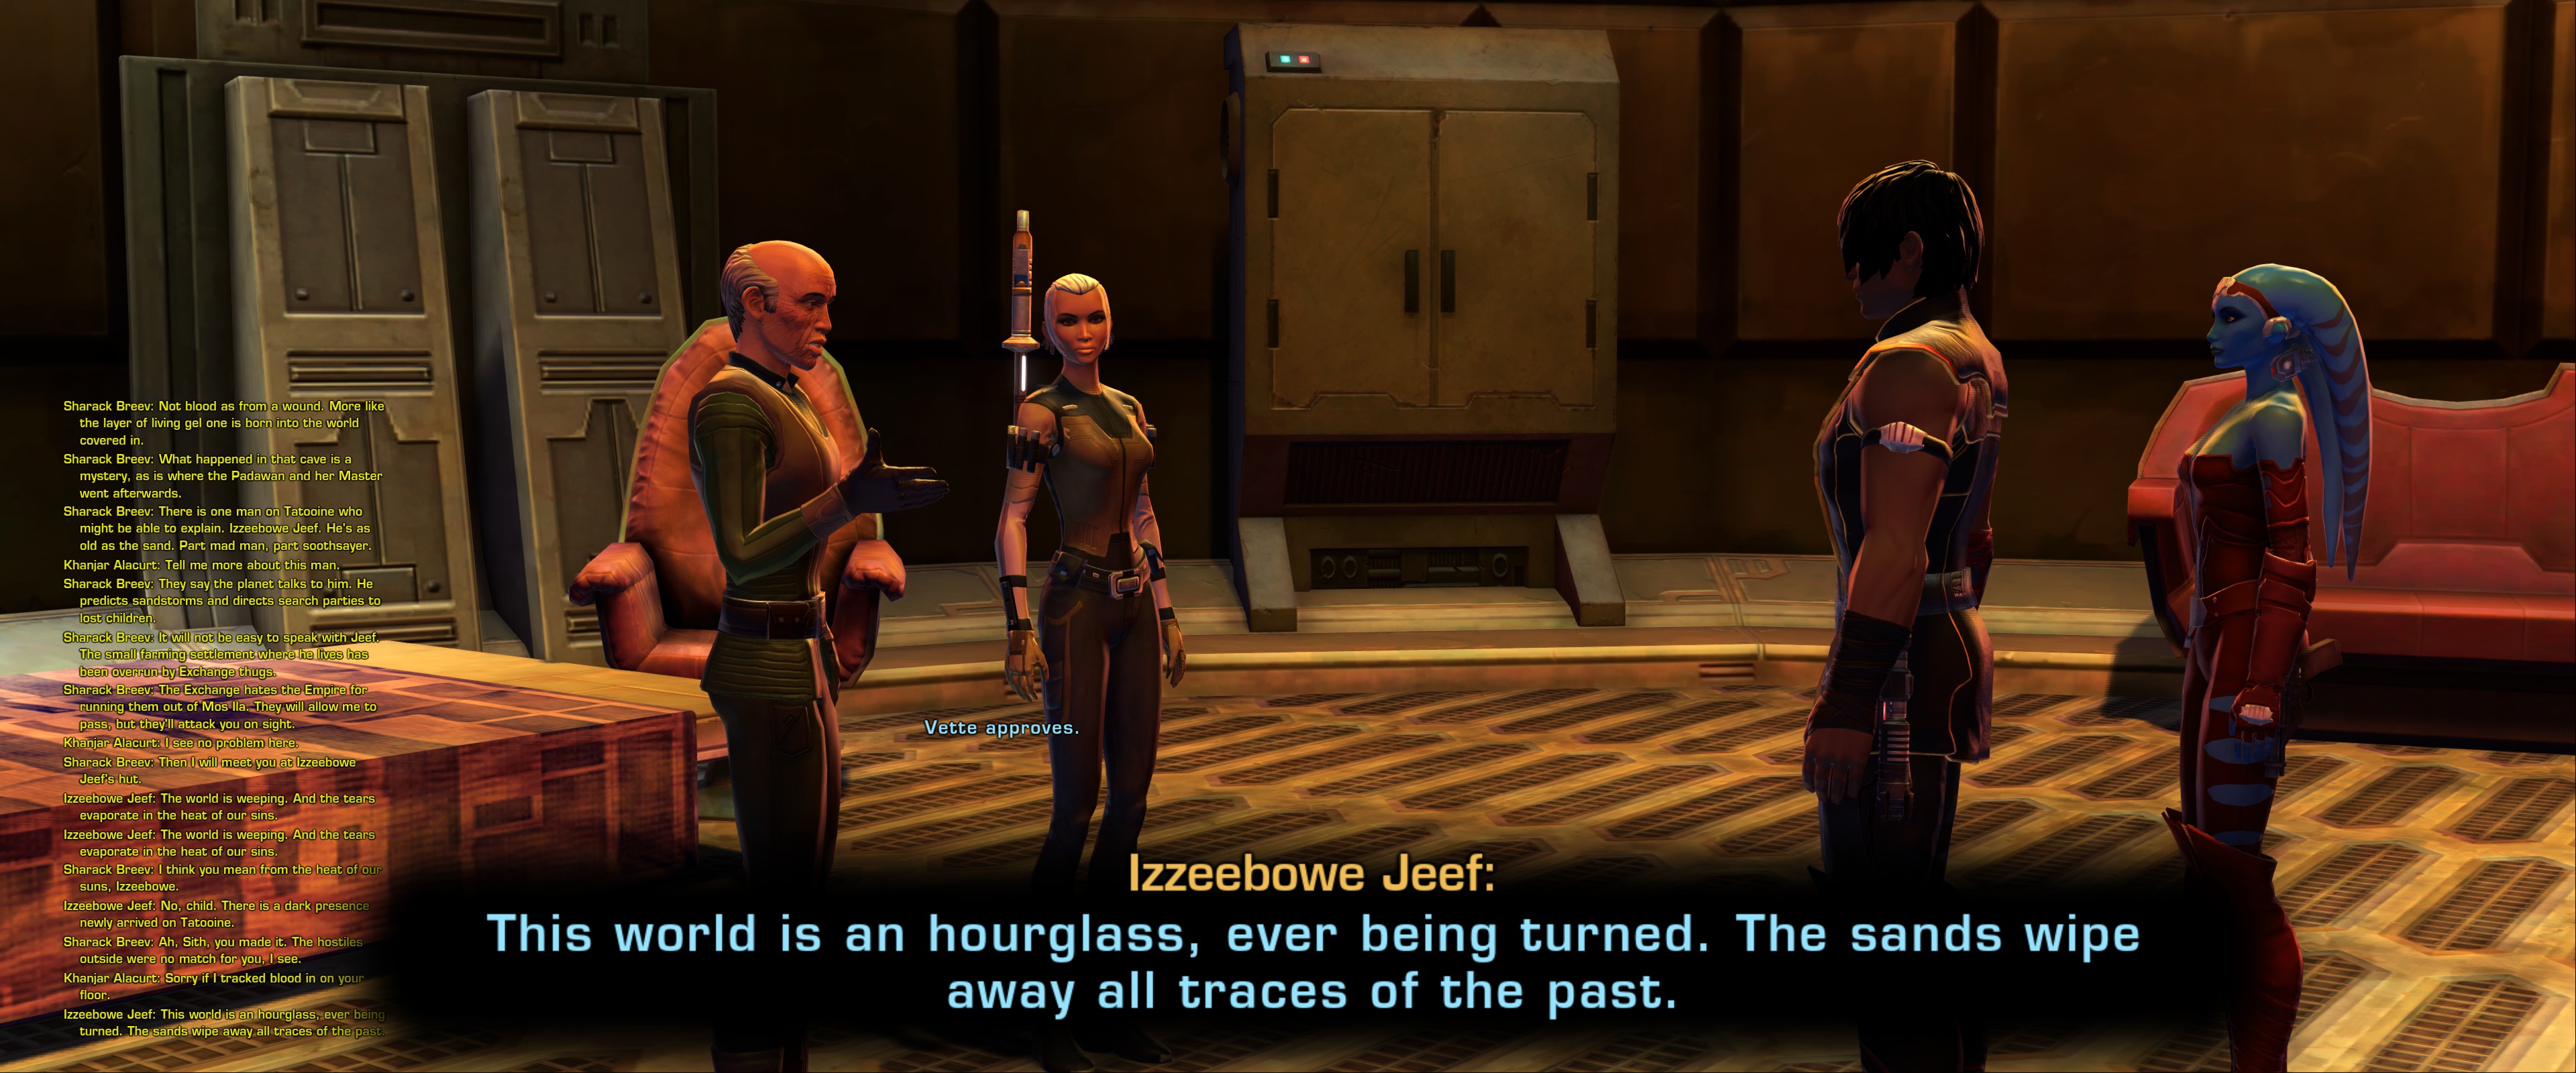 Sharack Breev: Not blood as from a wound. More like
the layer of living gel one is born into the world
covered in.
Sharack Breev: What happened in that cave is a
mystery, as is where the Padawan and her Master
went afterwards.
Sharack Breev: There is one man on Tatooine who
might be able to explain. Izzeebowe Jeef. He's as
old as the sand. Part mad man, part soothsayer.
Khanjar Alacurt: Tell me more about this man.
Sharack Breev: They say the planet talks to him. He
predicts sandstorms and directs search parties to
lost children.
Sharack Breev: It will not be easy to speak with Jeef.
The small farming settlement where he lives has
been overrun by Exchange thugs.
Sharack Breev: The Exchange hates the Empire for
running them out of Mos Ila. They will allow me to
pass, but they'll attack you on sight.
Khanjar Alacurt: I see no problem here.
Sharack Breev: Then I will meet you at Izzeebowe
Jeef's hut.
Izzeebowe Jeef: The world is weeping. And the tears
evaporate in the heat of our sins.
Izzeebowe Jeef: The world is weeping. And the tears
evaporate in the heat of our sins.
Sharack Breev: I think you mean from the heat of our
suns, Izzeebowe.
Izzeebowe Jeef: No, child. There is a dark presence
newly arrived on Tatooine.
Sharack Breev: Ah, Sith, you made it. The hostiles
outside were no match for you, I see.
Khanjar Alacurt: Sorry if I tracked blood in on your
floor.
Izzeebowe Jeef: This world is an hourglass, ever being
turned. The sands wipe away all traces of the past.
Vette approves.
Izzeebowe Jeef:
This world is an hourglass, ever being turned. The sands wipe
away all traces of the past.